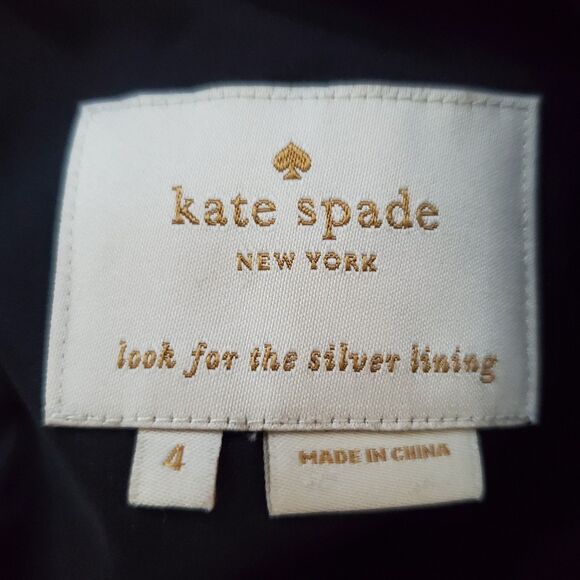 kate spade
NEW YORK
look for the silver lining
4
MADE IN CHINA